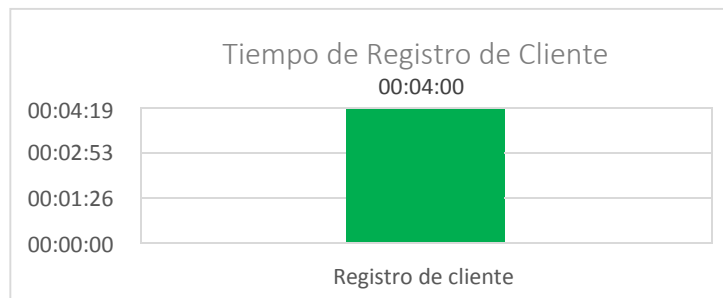 Tiempo de Registro de Cliente
00:04:00
00:04:19
00:02:53
00:01:26
00:00:00
Registro de cliente